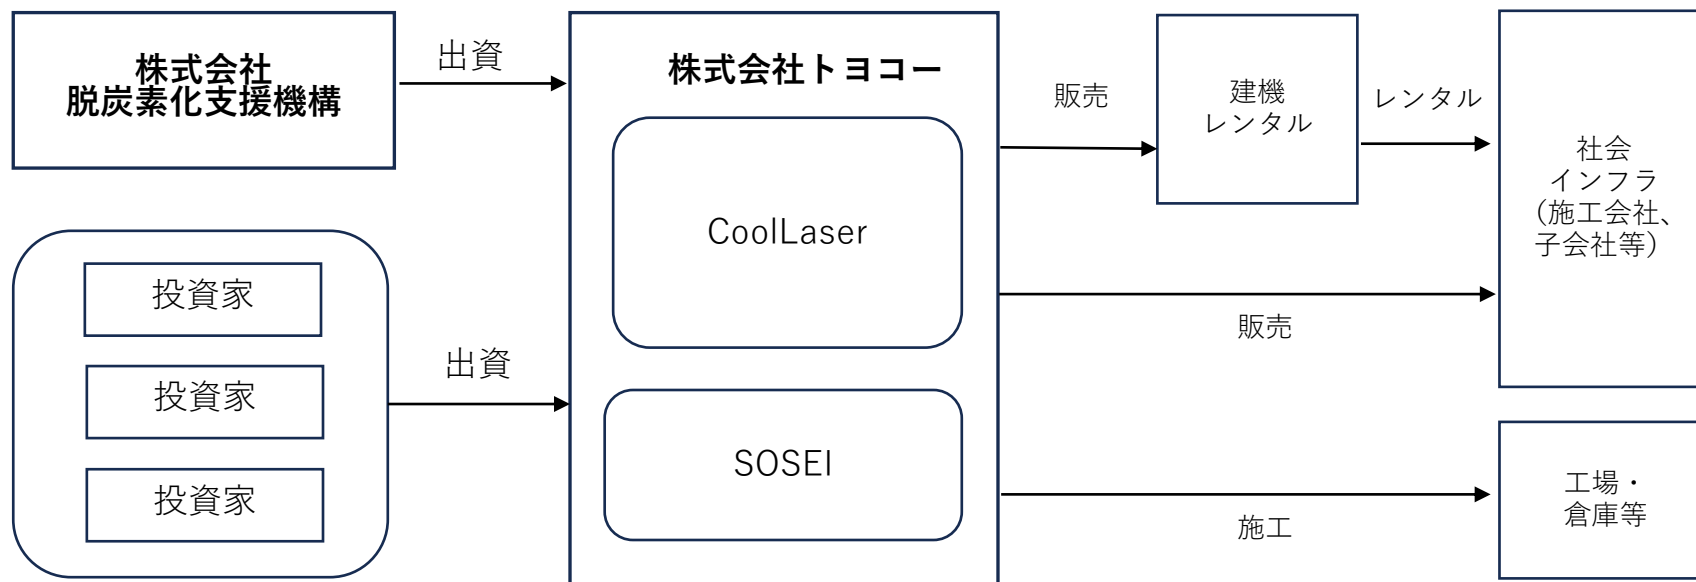 株式会社
脱炭素化支援機構
出資
投資家
投資家
投資家
出資
株式会社トヨコー
CoolLaser
SOSEI
販売
建機
レンタル
レンタル
社会
インフラ
（施工会社、
子会社等）
販売
施工
工場・
倉庫等